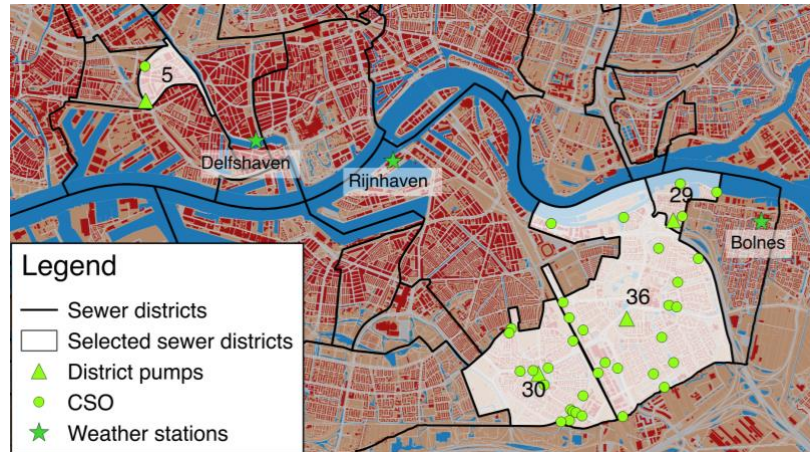 5
Delfshaven
Rijnhaven
29
Bolnes
36
30
Legend
Sewer districts
Selected sewer districts
District pumps
CSO
Weather stations